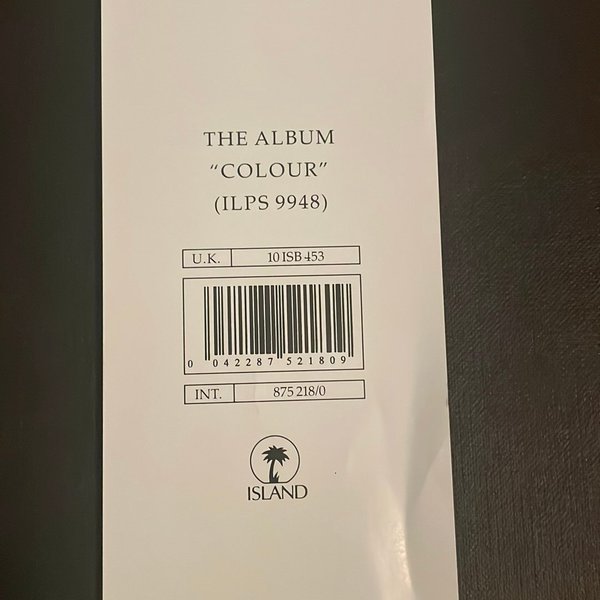 THE ALBUM
“COLOUR”
(ILPS 9948)
U.K. 10 ISB 453
0 042287 521809
INT. 875 218/0
ISLAND